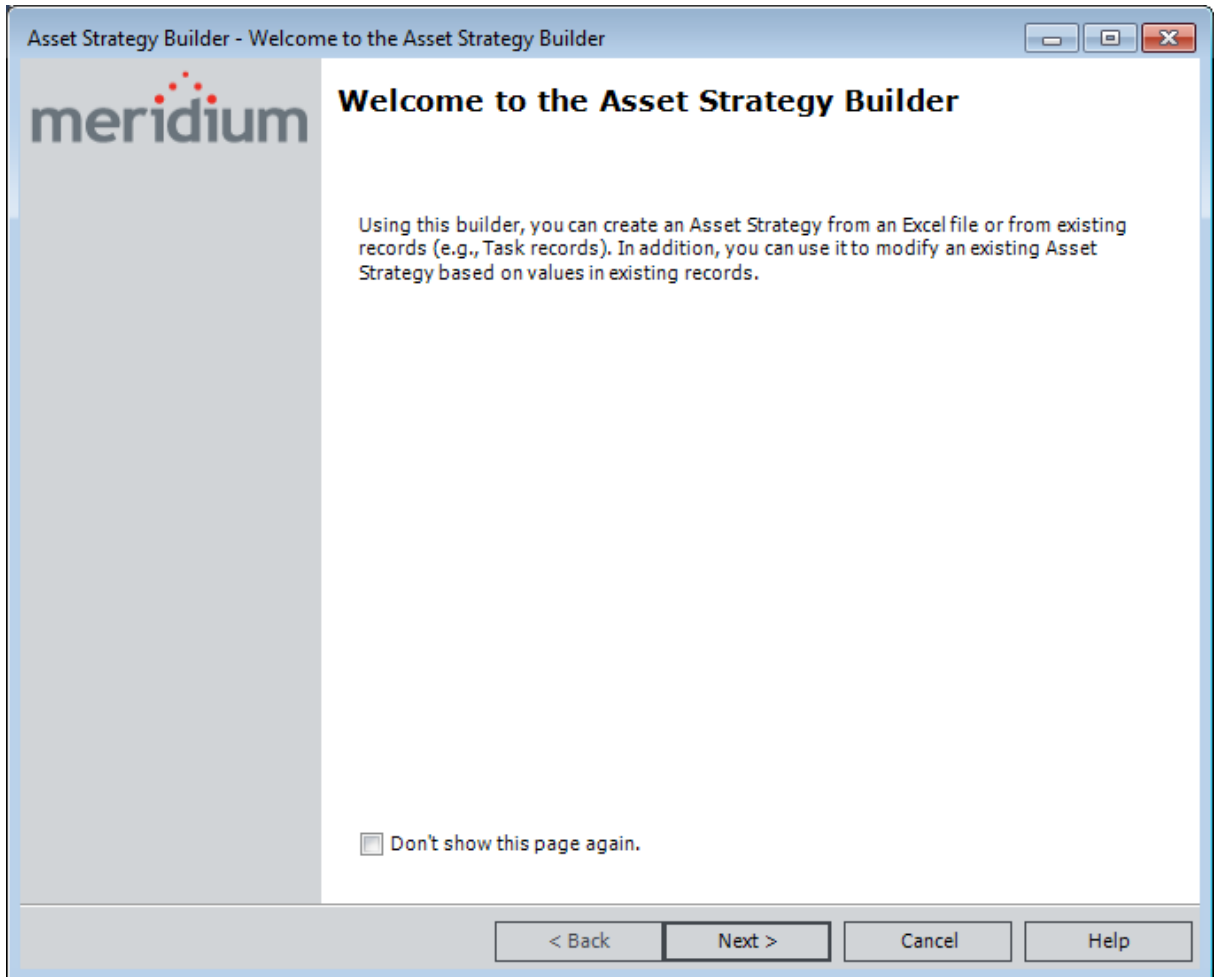 Asset Strategy Builder - Welcome to the Asset Strategy Builder
meridium
Welcome to the Asset Strategy Builder
Using this builder, you can create an Asset Strategy from an Excel file or from existing
records (e.g., Task records). In addition, you can use it to modify an existing Asset
Strategy based on values in existing records.
Don't show this page again.
< Back
Next >
Cancel
Help